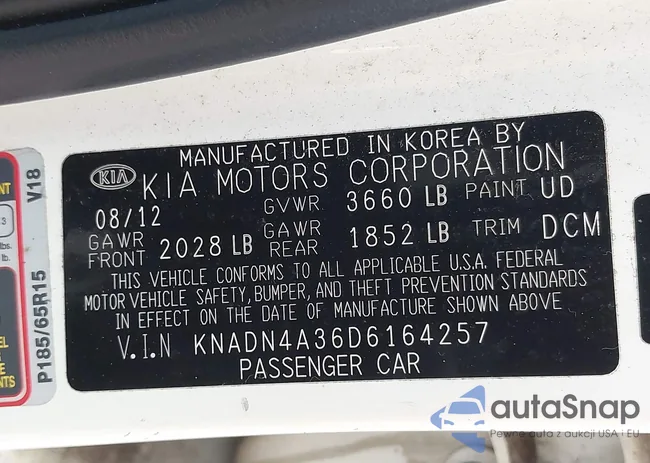 MANUFACTURED IN KOREA BY
KIA KIA MOTORS CORPORATION
08/12 GVWR 3660 LB PAINT UD
GAWR FRONT 2028 LB GAWR REAR 1852 LB TRIM DCM
THIS VEHICLE CONFORMS TO ALL APPLICABLE U.S.A. FEDERAL
MOTOR VEHICLE SAFETY, BUMPER, AND THEFT PREVENTION STANDARDS
IN EFFECT ON THE DATE OF MANUFACTURE SHOWN ABOVE
V.I.N KNADN4A36D6164257
PASSENGER CAR
P185/65R15 V18
autaSnap
Pewne auta z aukcji USA i EU